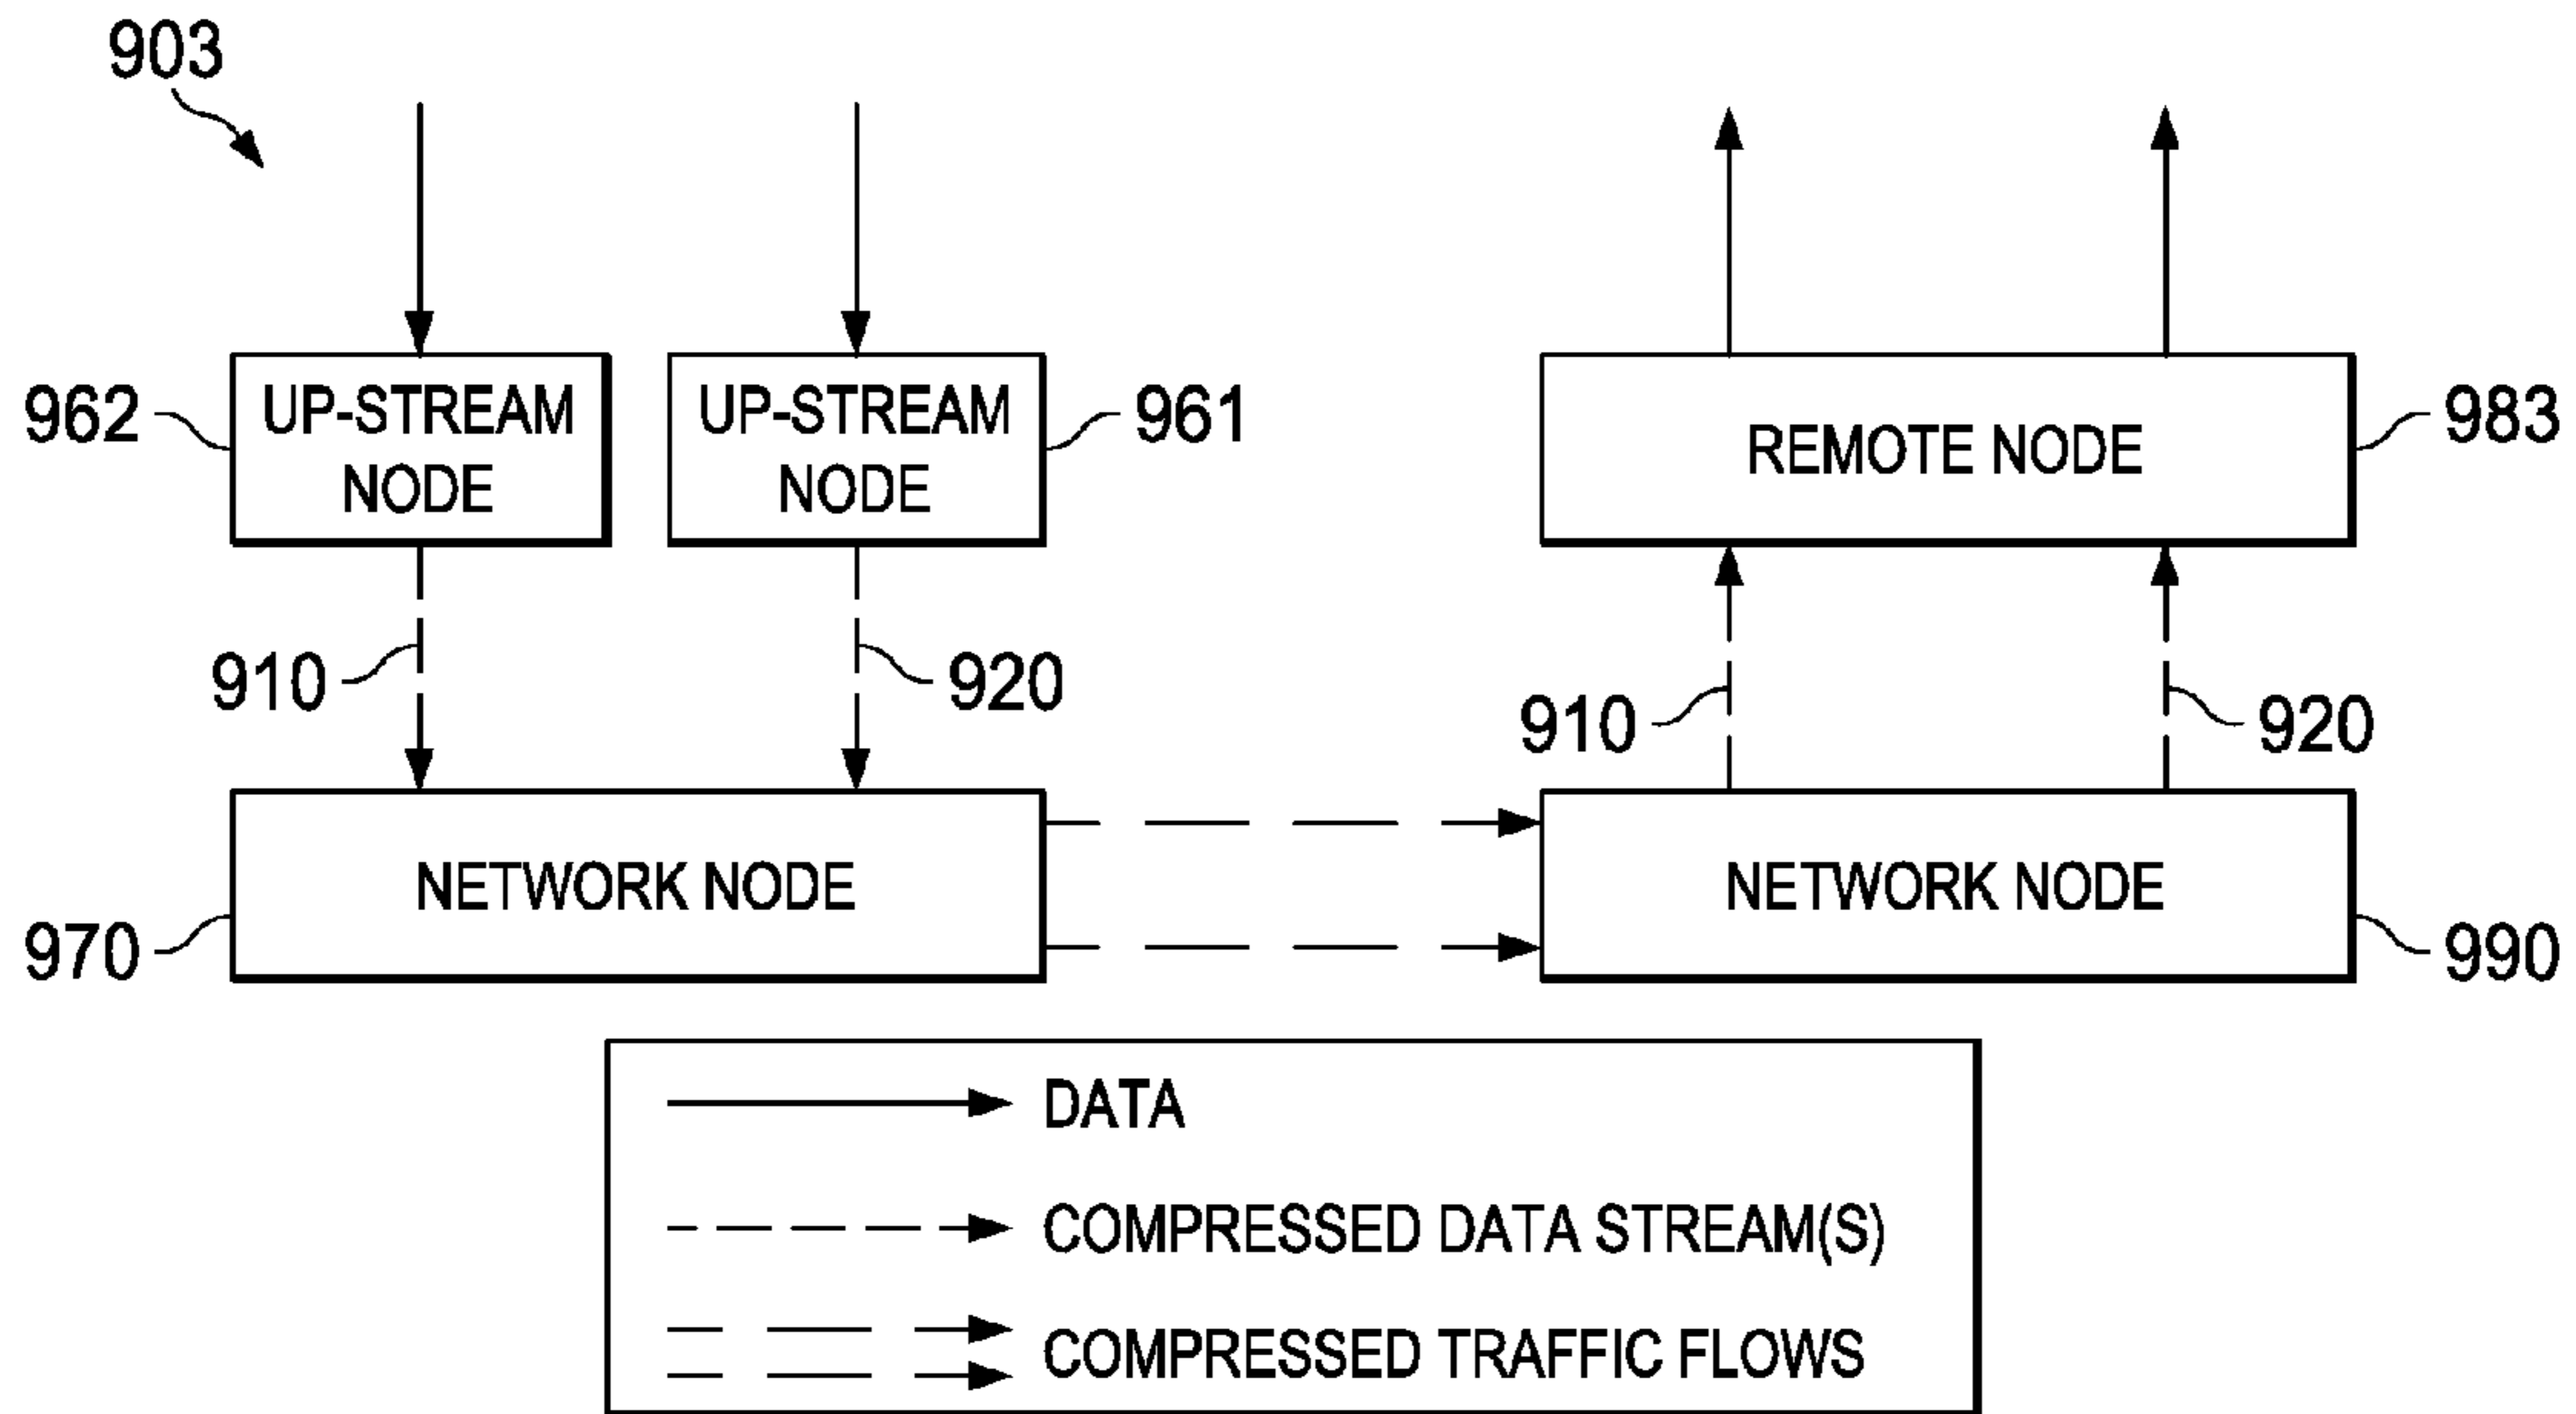 903
962
UP-STREAM
NODE
UP-STREAM
NODE
961
REMOTE NODE
983
910
920
910
920
970
NETWORK NODE
NETWORK NODE
990
DATA
COMPRESSED DATA STREAM(S)
COMPRESSED TRAFFIC FLOWS